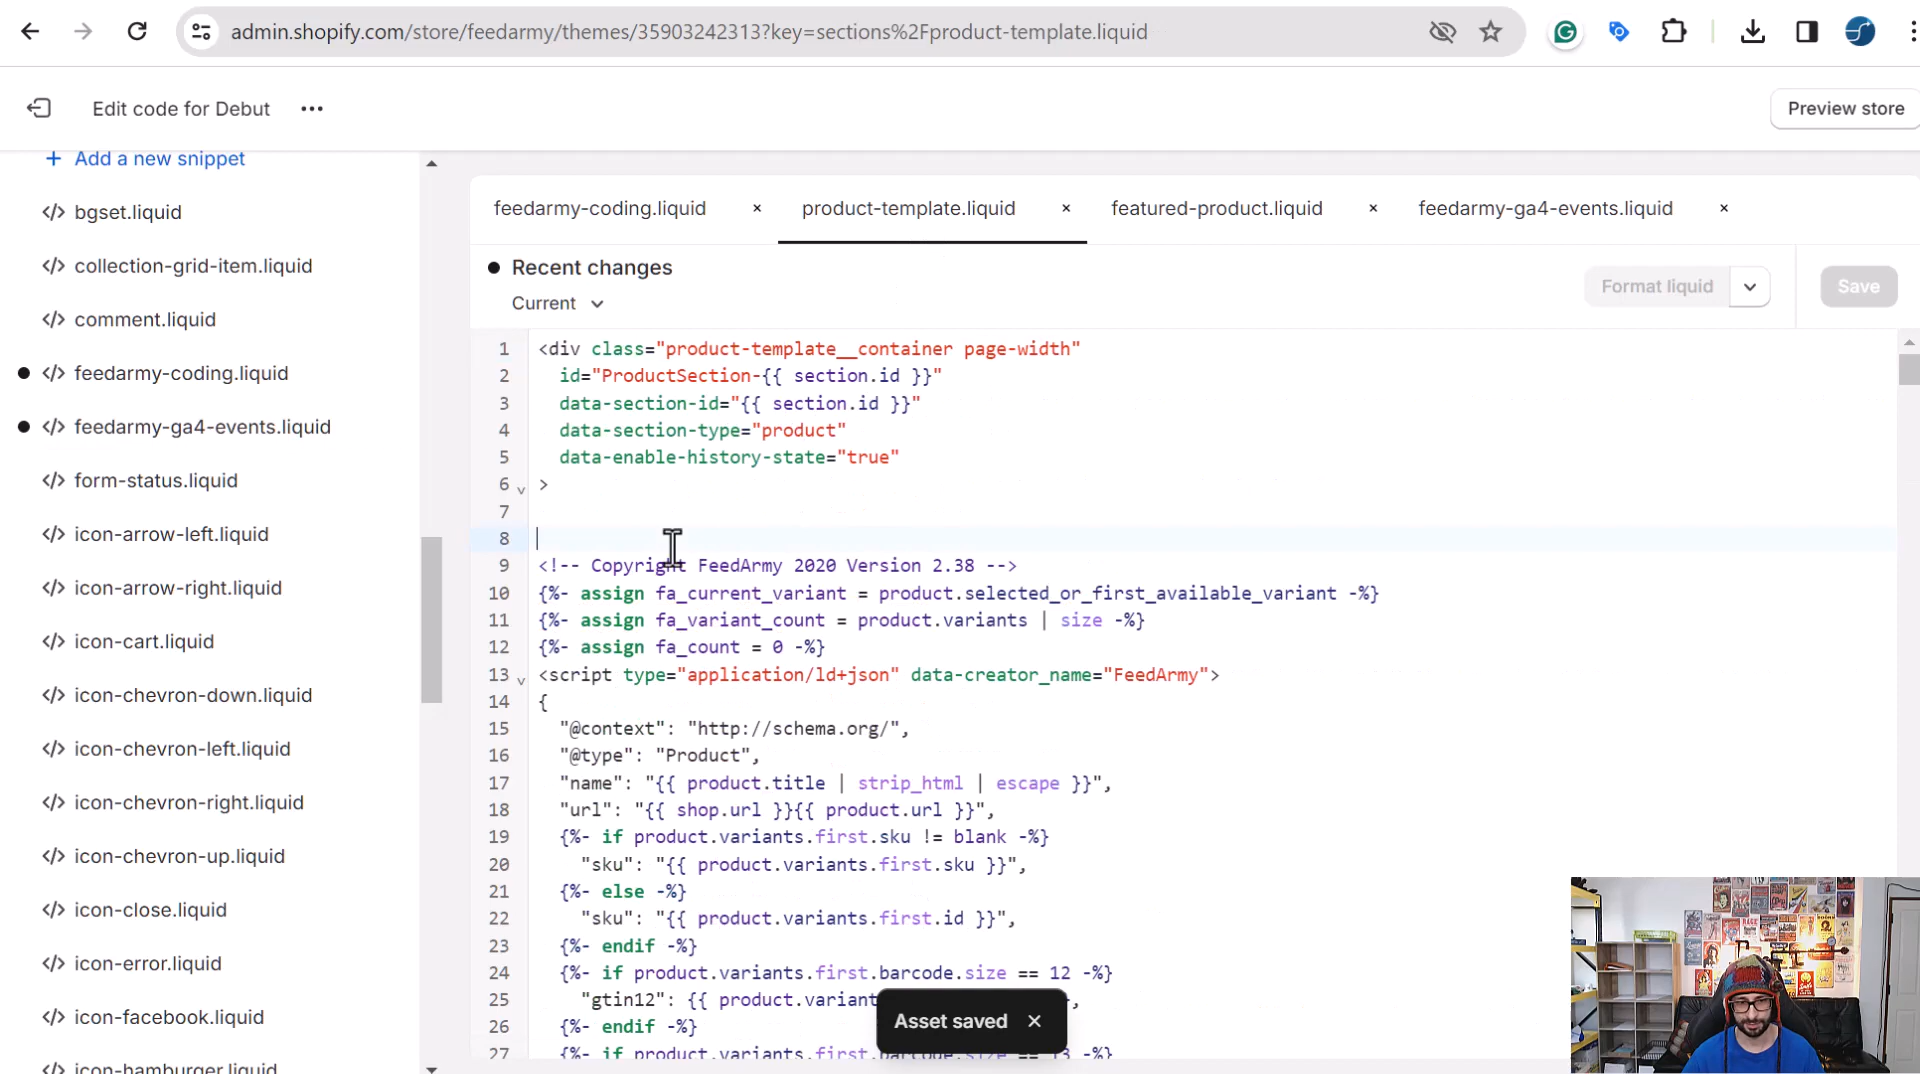 admin.shopify.com/store/feedarmy/themes/35903242313?key=sections%2Fproduct-template.liquid
Edit code for Debut
Preview store
+ Add a new snippet
</> bgset.liquid
</> collection-grid-item.liquid
</> comment.liquid
</> feedarmy-coding.liquid
</> feedarmy-ga4-events.liquid
</> form-status.liquid
</> icon-arrow-left.liquid
</> icon-arrow-right.liquid
</> icon-cart.liquid
</> icon-chevron-down.liquid
</> icon-chevron-left.liquid
</> icon-chevron-right.liquid
</> icon-chevron-up.liquid
</> icon-close.liquid
</> icon-error.liquid
</> icon-facebook.liquid
icon-hamburger.liquid
feedarmy-coding.liquid × product-template.liquid × featured-product.liquid × feedarmy-ga4-events.liquid ×
Recent changes
Current
Format liquid
Save
1 <div class="product-template__container page-width"
2 id="ProductSection-{{ section.id }}"
3 data-section-id="{{ section.id }}"
4 data-section-type="product"
5 data-enable-history-state="true"
6 >
7
8
9 <!-- Copyright FeedArmy 2020 Version 2.38 -->
10 {%- assign fa_current_variant = product.selected_or_first_available_variant -%}
11 {%- assign fa_variant_count = product.variants | size -%}
12 {%- assign fa_count = 0 -%}
13 <script type="application/ld+json" data-creator_name="FeedArmy">
14 {
15 "@context": "http://schema.org/",
16 "@type": "Product",
17 "name": "{{ product.title | strip_html | escape }}",
18 "url": "{{ shop.url }}{{ product.url }}",
19 {%- if product.variants.first.sku != blank -%}
20 "sku": "{{ product.variants.first.sku }}",
21 {%- else -%}
22 "sku": "{{ product.variants.first.id }}",
23 {%- endif -%}
24 {%- if product.variants.first.barcode.size == 12 -%}
25 "gtin12": {{ product.variant
26 {%- endif -%}
27 {%- if product.variants.first.barcode.size == 13 -%}
Asset saved ×